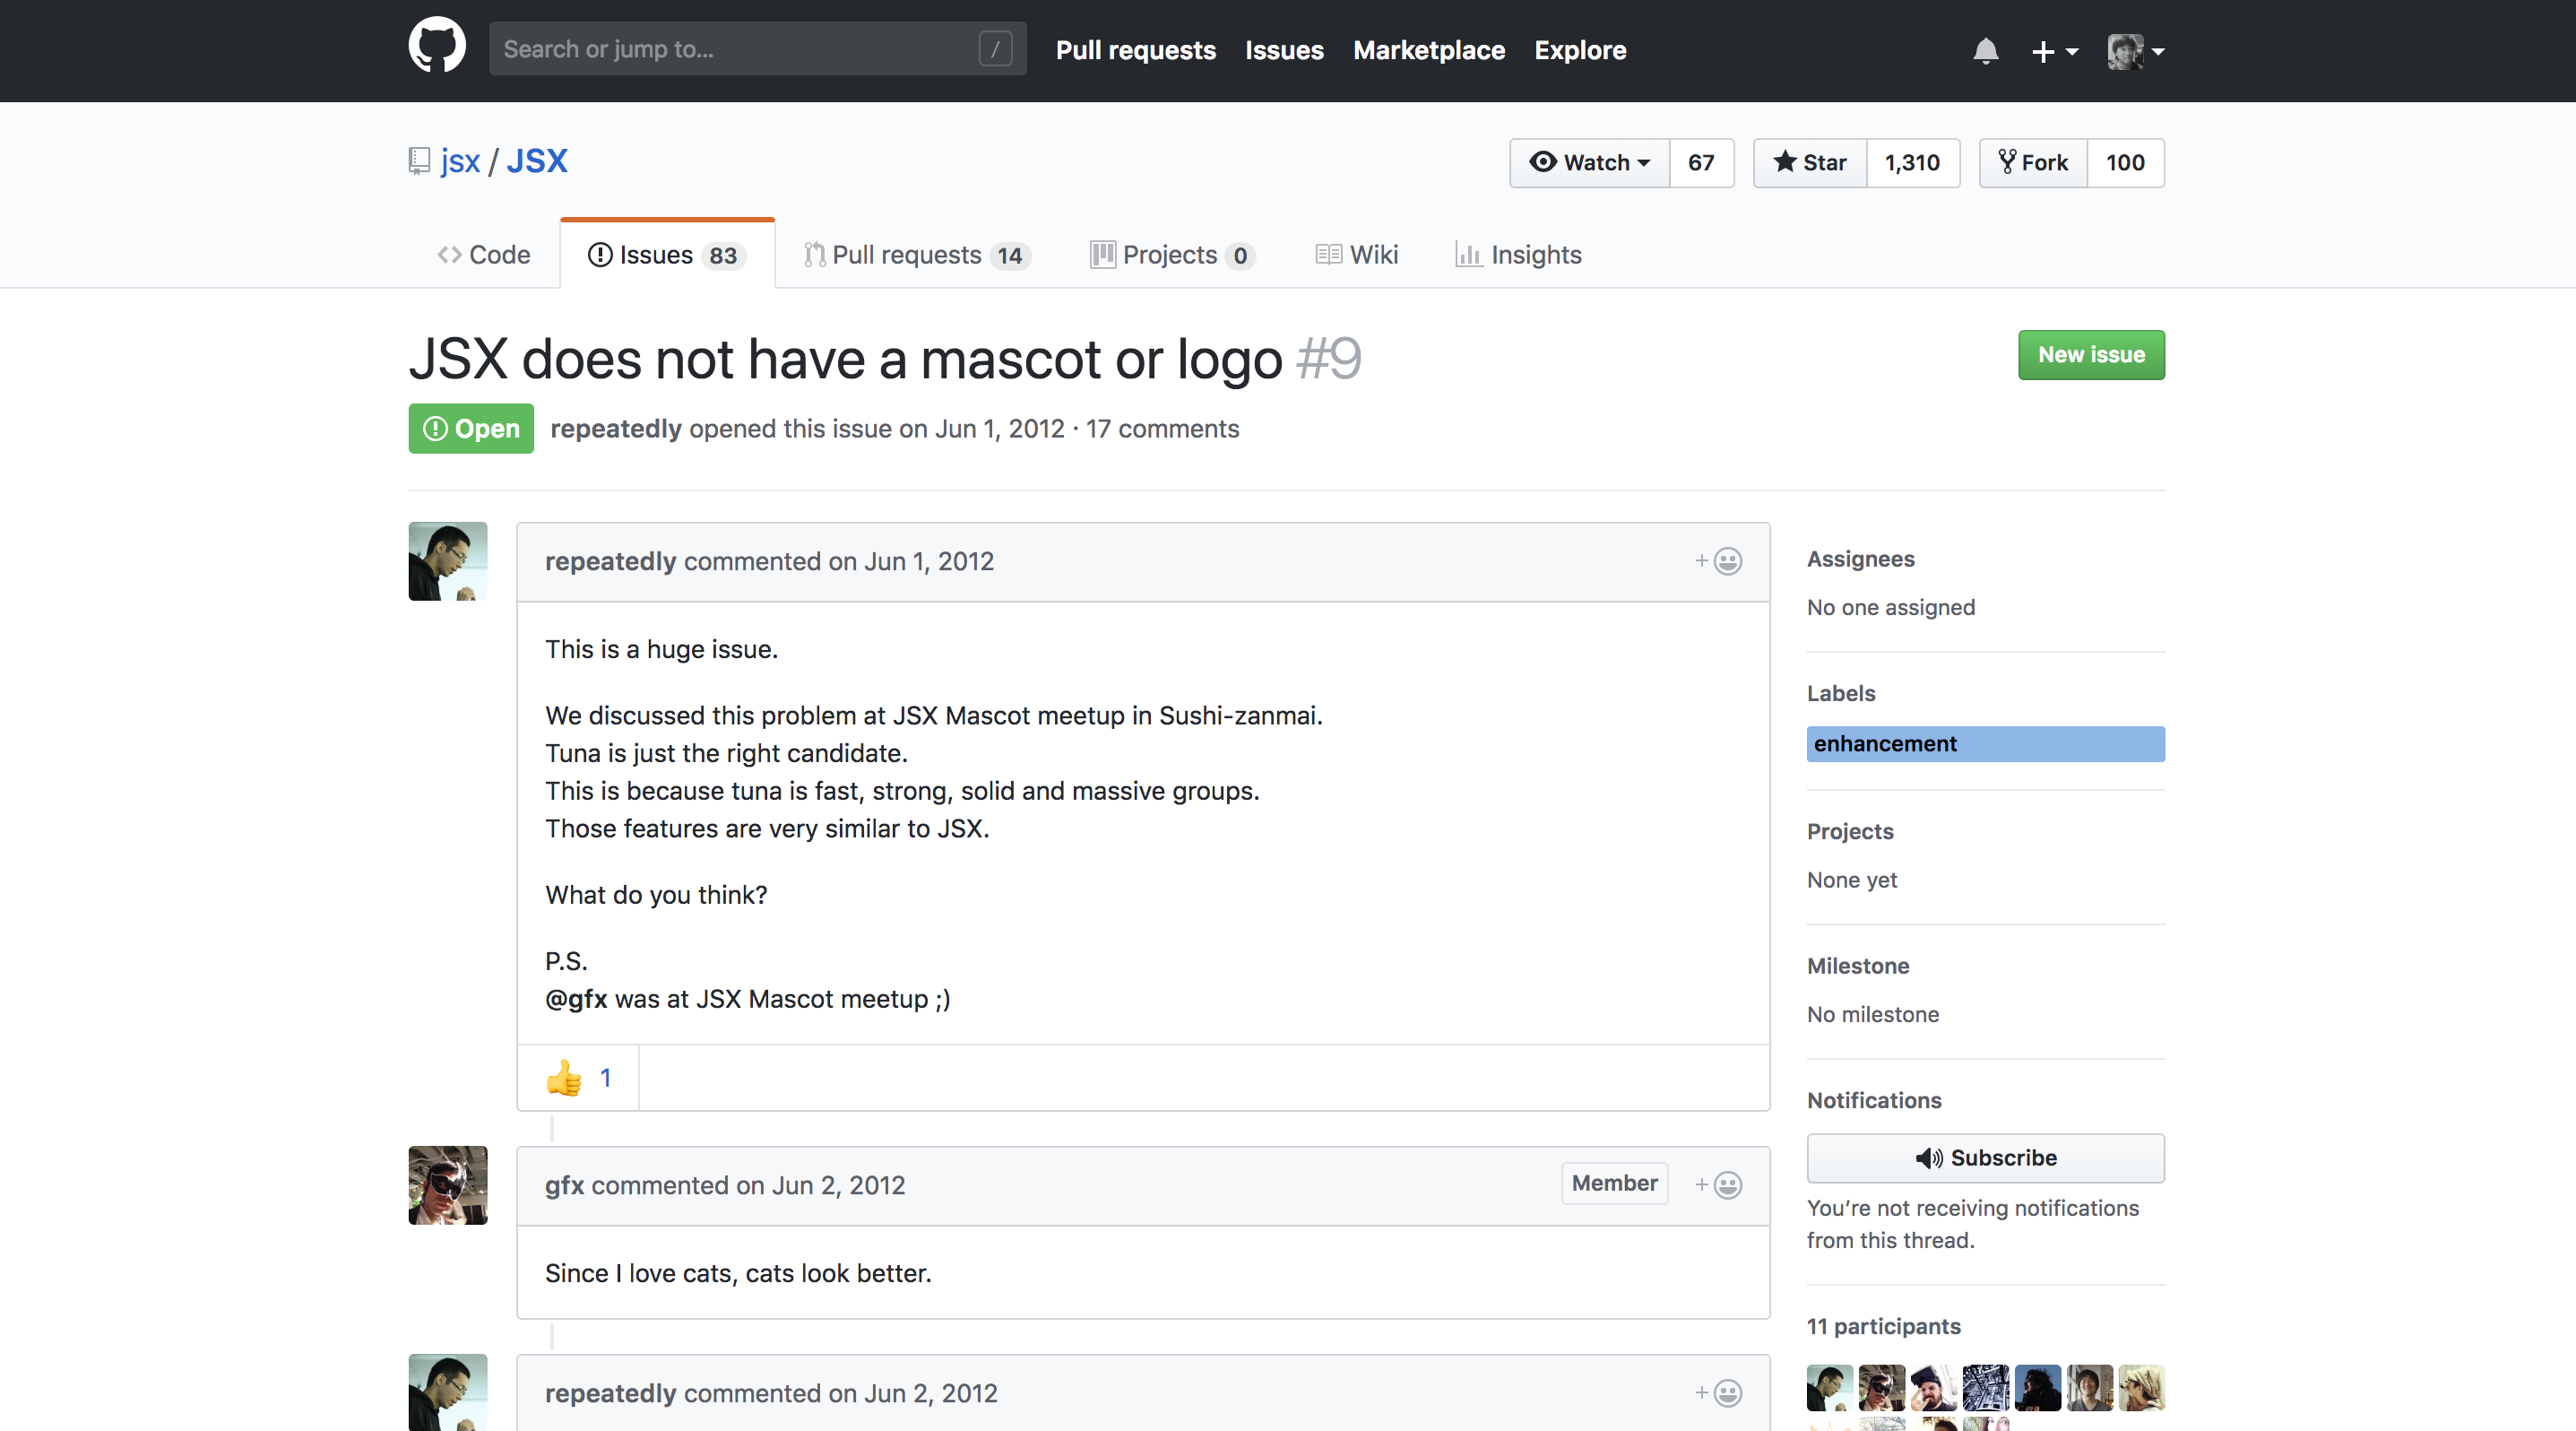 Search or jump to... /
Pull requests Issues Marketplace Explore
jsx / JSX
Watch 67 Star 1,310 Fork 100
Code Issues 83 Pull requests 14 Projects 0 Wiki Insights
JSX does not have a mascot or logo #9
New issue
Open repeatedly opened this issue on Jun 1, 2012 · 17 comments
repeatedly commented on Jun 1, 2012
This is a huge issue.
We discussed this problem at JSX Mascot meetup in Sushi-zanmai.
Tuna is just the right candidate.
This is because tuna is fast, strong, solid and massive groups.
Those features are very similar to JSX.
What do you think?
P.S.
@gfx was at JSX Mascot meetup ;)
1
gfx commented on Jun 2, 2012 Member
Since I love cats, cats look better.
repeatedly commented on Jun 2, 2012
Assignees
No one assigned
Labels
enhancement
Projects
None yet
Milestone
No milestone
Notifications
Subscribe
You’re not receiving notifications
from this thread.
11 participants